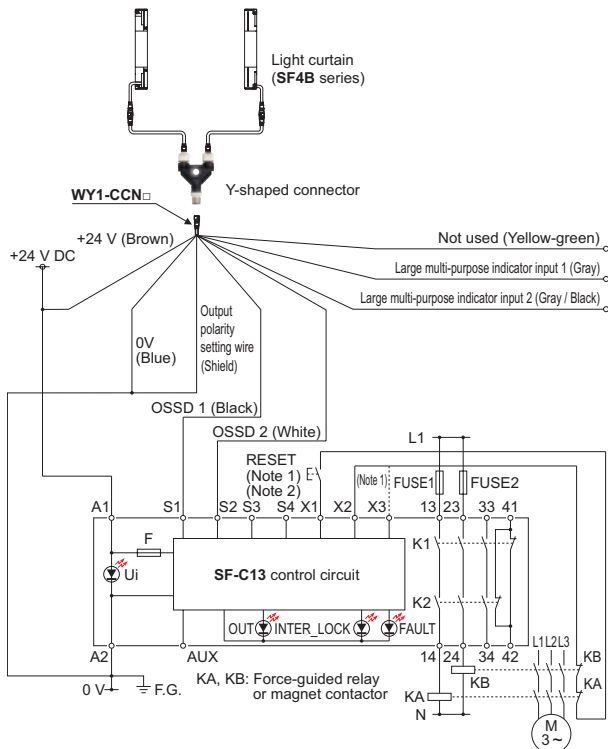 Light curtain
(SF4B series)
Y-shaped connector
WY1-CCN□
+24 V (Brown)
+24 V DC
Not used (Yellow-green)
Large multi-purpose indicator input 1 (Gray)
Large multi-purpose indicator input 2 (Gray / Black)
0V
(Blue)
Output
polarity
setting wire
(Shield)
OSSD 1 (Black)
OSSD 2 (White)
L1
RESET
(Note 1)
(Note 2)
(Note 1)
FUSE1
FUSE2
A1 S1 S2 S3 S4 X1 X2 X3 13 23 33 41
F
Ui
SF-C13 control circuit
K1
K2
OUT INTER_LOCK FAULT
A2 AUX 14 24 34 42
L1L2L3
KB
KA
KB
KA
KA, KB: Force-guided relay
or magnet contactor
0 V
F.G.
N
M
3~